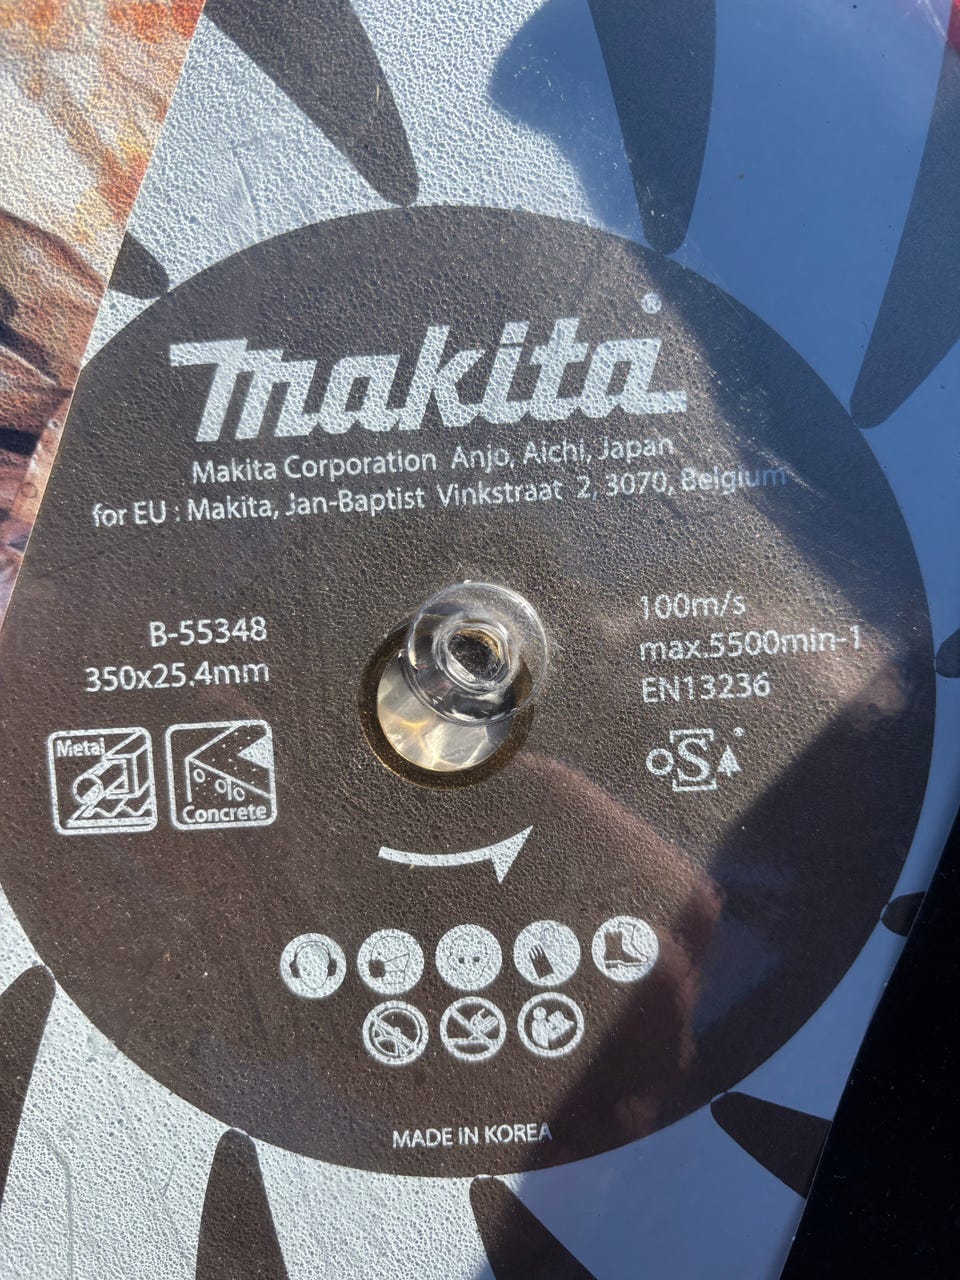 makita®
Makita Corporation Anjo, Aichi, Japan
for EU : Makita, Jan-Baptist Vinkstraat 2, 3070, Belgium
B-55348
350x25.4mm
100m/s
max.5500min-1
EN13236
oSa
Metal
Concrete
MADE IN KOREA